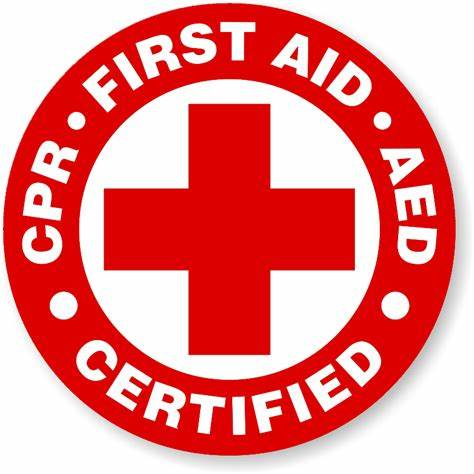 CPR • FIRST AID • AED
• CERTIFIED •